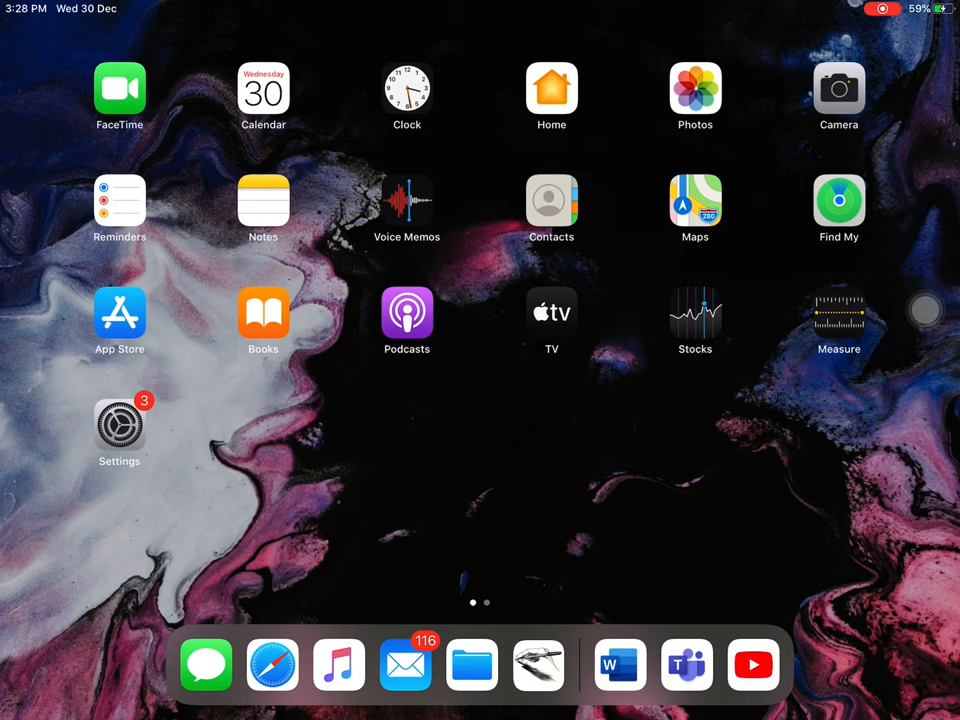 3:28 PM Wed 30 Dec 59%
Wednesday
30
FaceTime Calendar Clock Home Photos Camera
280
Reminders Notes Voice Memos Contacts Maps Find My
tv
App Store Books Podcasts TV Stocks Measure
3
Settings
116
W T